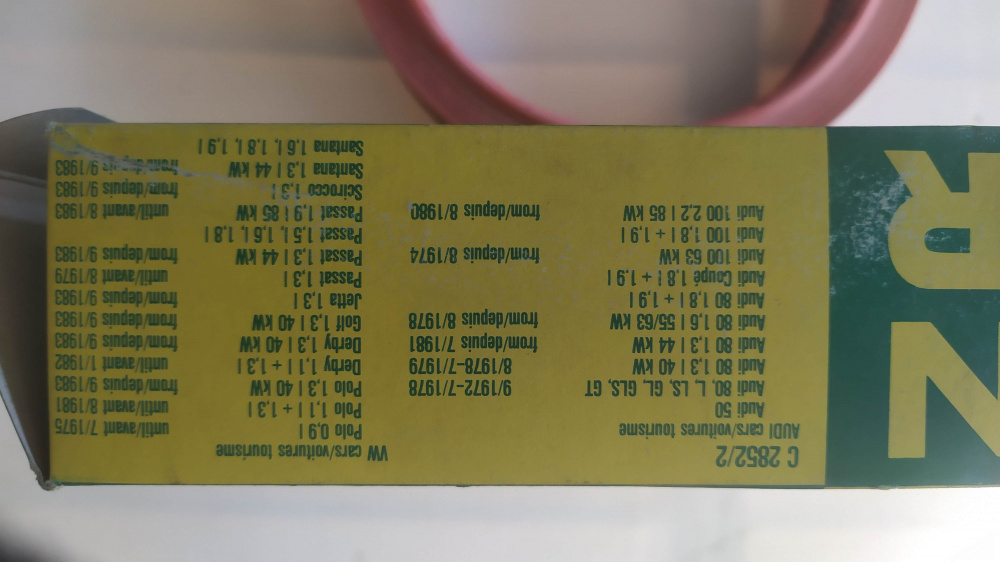 C 2852/2
AUDI cars/voitures tourisme
Audi 50
Audi 80, L, LS, GL, GLS, GT 9/1972–7/1978
Audi 80 1,3 l 40 kW 8/1978–7/1979
Audi 80 1,3 l 44 kW from/depuis 7/1981
Audi 80 1,6 l 55/63 kW from/depuis 8/1978
Audi 80 1,8 l + 1,9 l
Audi Coupé 1,8 l + 1,9 l
Audi 100 63 kW from/depuis 8/1974
Audi 100 1,8 l + 1,9 l
Audi 100 2,2 l 85 kW from/depuis 8/1980
VW cars/voitures tourisme
Polo 0,9 l until/avant 7/1975
Polo 1,1 l + 1,3 l until/avant 8/1981
Polo 1,3 l 40 kW from/depuis 9/1983
Derby 1,1 l + 1,3 l until/avant 1/1982
Derby 1,3 l 40 kW from/depuis 9/1983
Golf 1,3 l 40 kW from/depuis 9/1983
Jetta 1,3 l from/depuis 9/1983
Passat 1,3 l until/avant 8/1979
Passat 1,3 l 44 kW from/depuis 9/1983
Passat 1,5 l, 1,6 l, 1,8 l
Passat 1,9 l 85 kW until/avant 8/1983
Scirocco 1,3 l from/depuis 9/1983
Santana 1,3 l 44 kW from/depuis 9/1983
Santana 1,6 l, 1,8 l, 1,9 l